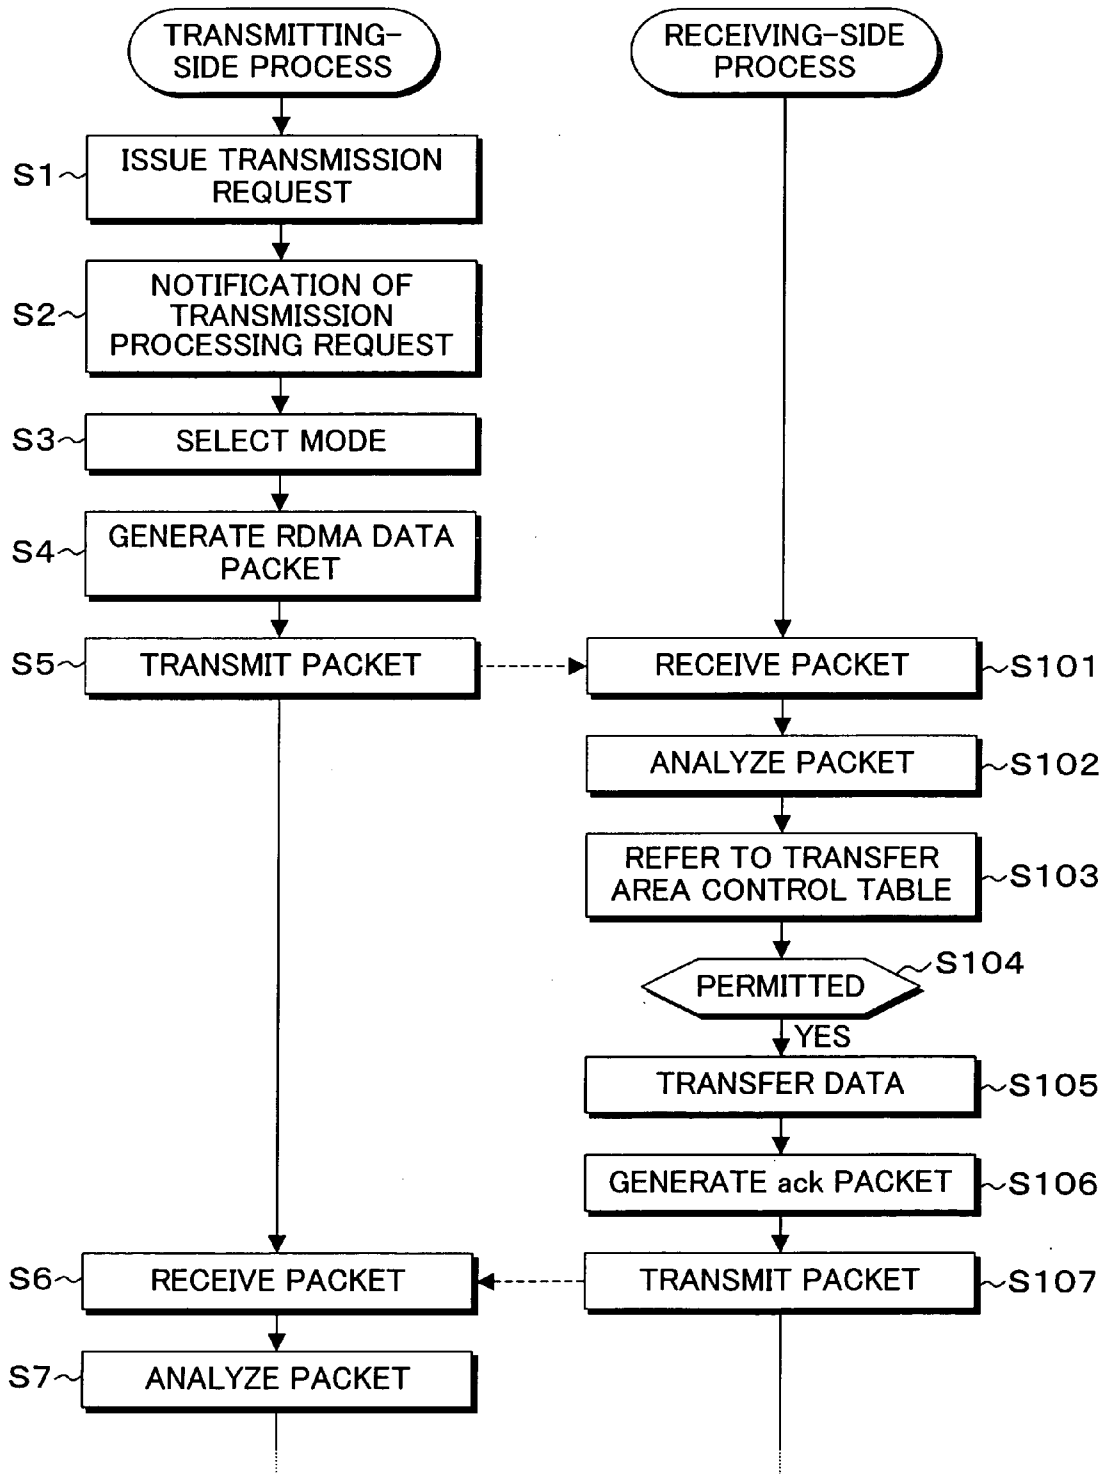 TRANSMITTING-
SIDE PROCESS
RECEIVING-SIDE
PROCESS
S1
ISSUE TRANSMISSION
REQUEST
S2
NOTIFICATION OF
TRANSMISSION
PROCESSING REQUEST
S3
SELECT MODE
S4
GENERATE RDMA DATA
PACKET
S5
TRANSMIT PACKET
RECEIVE PACKET
S101
ANALYZE PACKET
S102
REFER TO TRANSFER
AREA CONTROL TABLE
S103
PERMITTED
S104
YES
TRANSFER DATA
S105
GENERATE ack PACKET
S106
S6
RECEIVE PACKET
TRANSMIT PACKET
S107
S7
ANALYZE PACKET